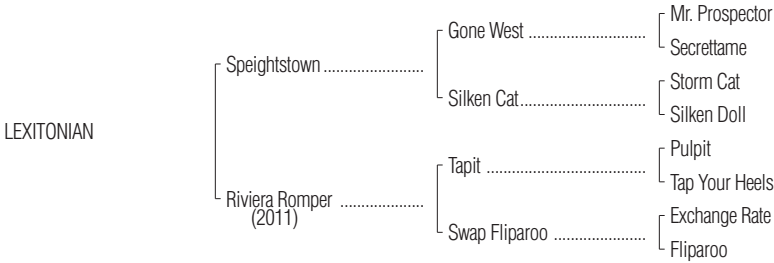 Mr. Prospector
Gone West ..........................
Secrettame
Speightstown ......................
Storm Cat
Silken Cat ...........................
Silken Doll
LEXITONIAN
Pulpit
Tapit ...................................
Tap Your Heels
Riviera Romper ..................
(2011)
Exchange Rate
Swap Fliparoo ....................
Fliparoo